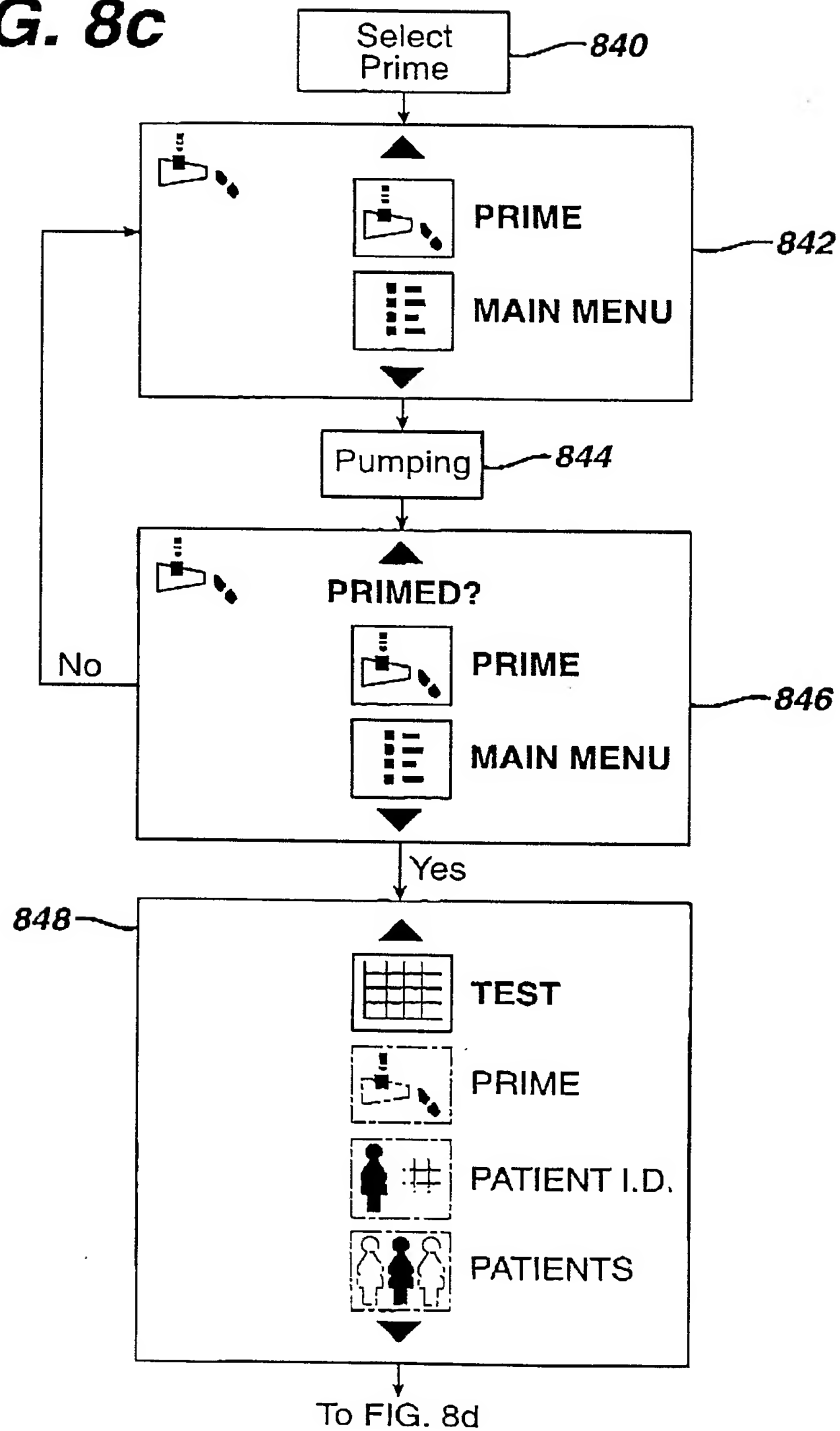 G. 8c
Select
Prime
840
PRIME
MAIN MENU
842
Pumping
844
PRIMED?
PRIME
MAIN MENU
846
No
Yes
848
TEST
PRIME
PATIENT I.D.
PATIENTS
To FIG. 8d